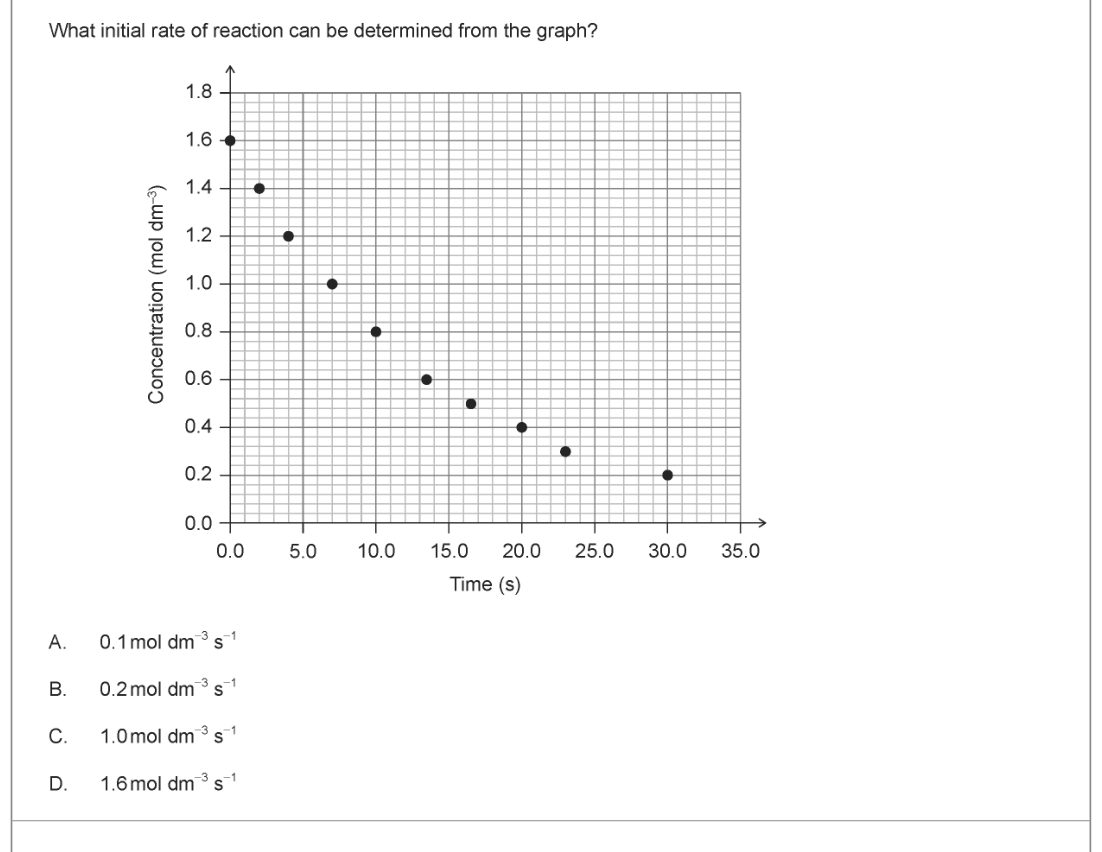 What initial rate of reaction can be determined from the graph?
1.8
1.6
1.4
1.2
1.0
0.8
0.6
0.4
0.2
0.0
Concentration (mol dm⁻³)
0.0 5.0 10.0 15.0 20.0 25.0 30.0 35.0
Time (s)
A. 0.1 mol dm⁻³ s⁻¹
B. 0.2 mol dm⁻³ s⁻¹
C. 1.0 mol dm⁻³ s⁻¹
D. 1.6 mol dm⁻³ s⁻¹